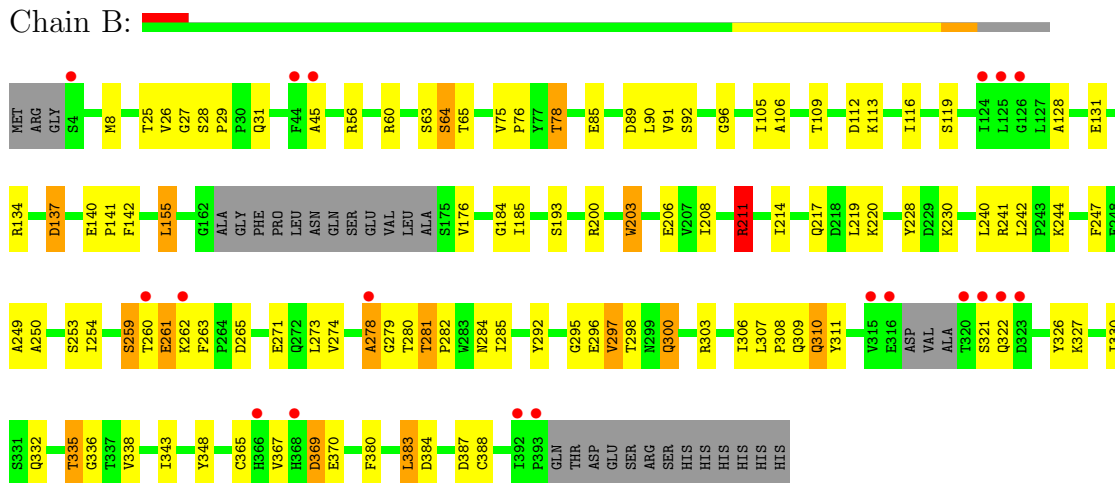 Chain B:
MET ARG GLY S4 M8 T25 V26 G27 S28 P29 P30 Q31 F44 A45 R56 R60 S63 S64 T65 V75 P76 Y77 T78 E85 D89 L90 V91 S92 G96 I105 A106 T109 D112 K113 I116 S119 I124 L125 G126 L127 A128 E131
R134 D137 E140 P141 F142 L155 G162 ALA GLY PHE PRO LEU ASN GLN SER GLU VAL LEU ALA S175 V176 G184 I185 S193 R200 W203 E206 V207 I208 R211 I214 Q217 D218 L219 K220 Y228 D229 K230 L240 R241 L242 P243 K244 F247
A249 A250 S253 I254 S259 T260 E261 K262 F263 P264 D265 E271 Q272 L273 V274 A278 G279 T280 T281 P282 W283 N284 I285 Y292 G295 E296 V297 T298 N299 Q300 R303 I306 L307 P308 Q309 Q310 Y311 V315 E316 ASP VAL ALA T320 S321 Q322 D323 Y326 K327
S331 Q332 T335 G336 T337 V338 I343 Y348 C365 H366 V367 H368 D369 E370 F380 L383 D384 D387 C388 I392 P393 GLN THR ASP GLU SER ARG SER HIS HIS HIS HIS HIS HIS